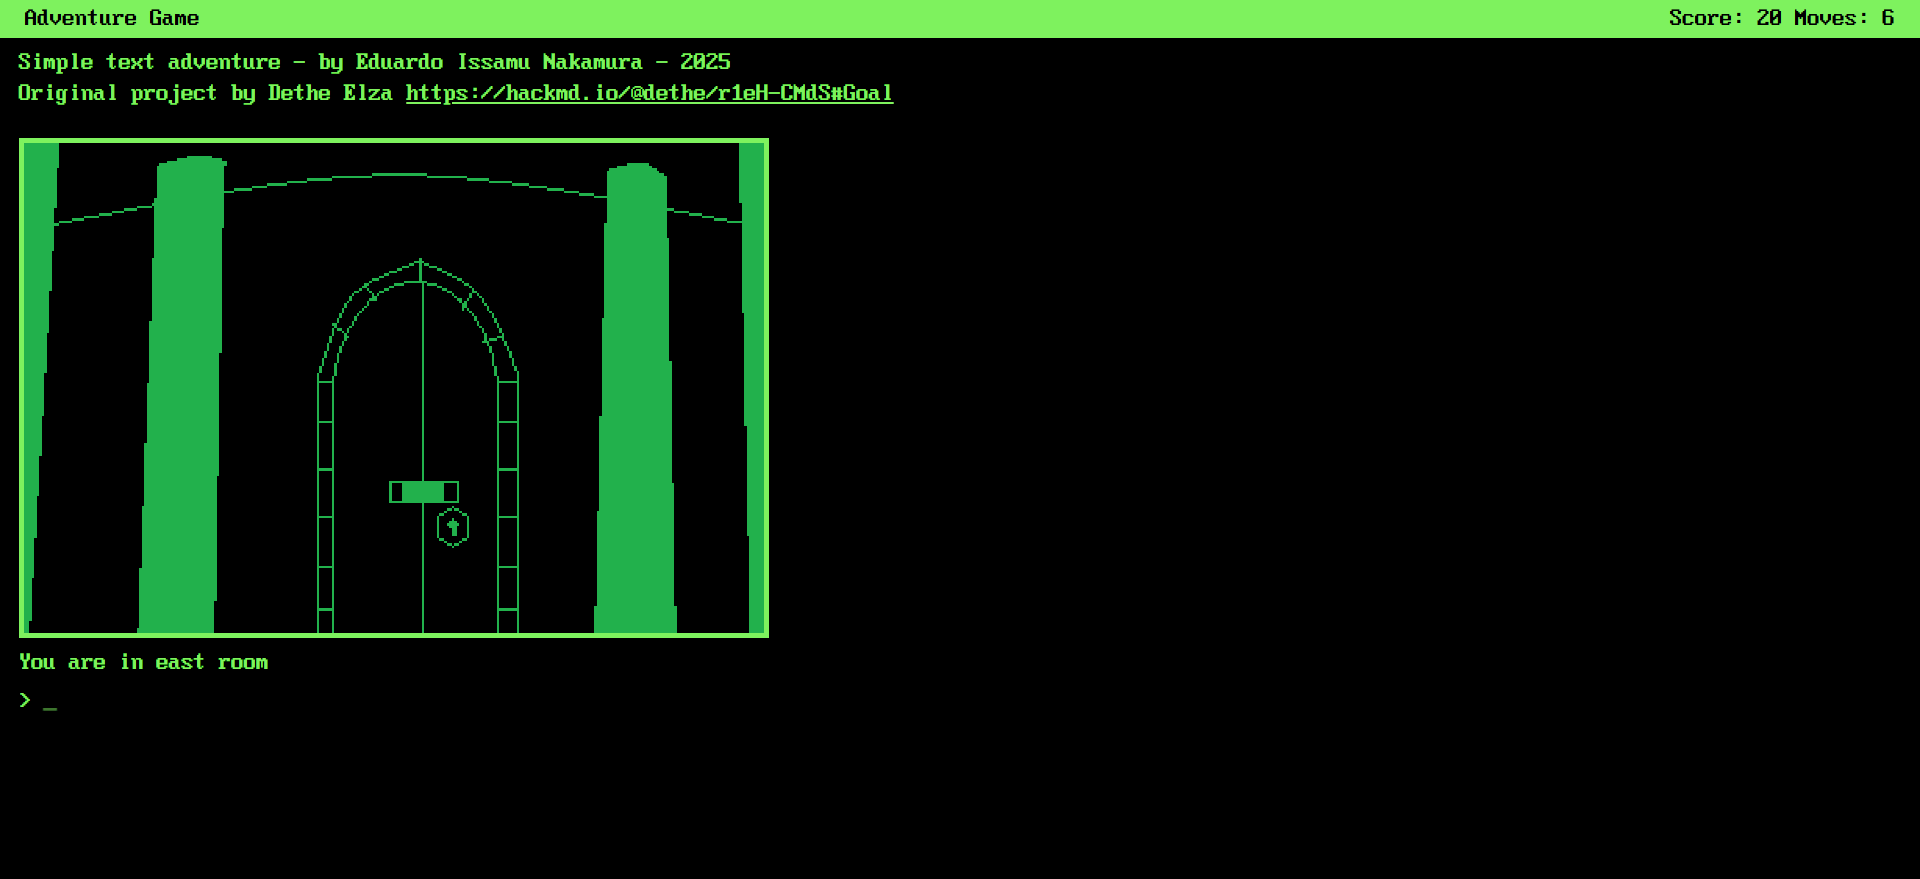 Adventure Game
Score: 20 Moves: 6
Simple text adventure - by Eduardo Issamu Nakamura - 2025
Original project by Dethe Elza https://hackmd.io/@dethe/r1eH-CMdS#Goal
You are in east room
> _